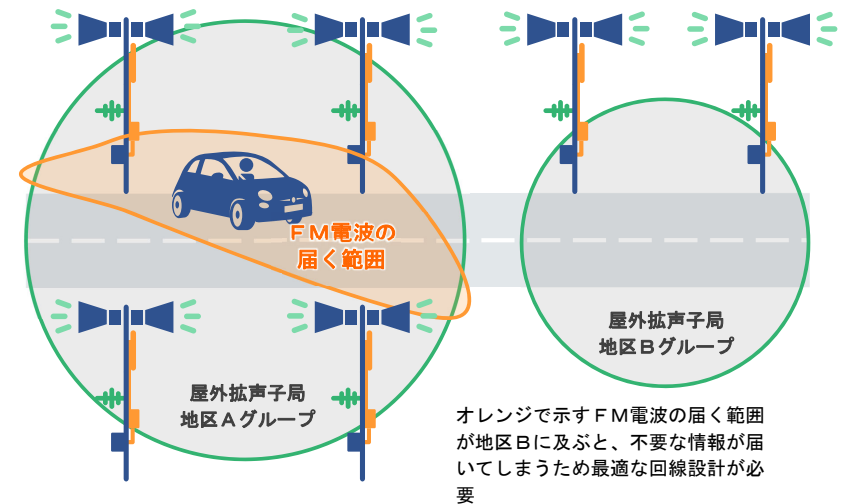 ＦＭ電波の
届く範囲
屋外拡声子局
地区Ｂグループ
屋外拡声子局
地区Ａグループ
オレンジで示すＦＭ電波の届く範囲
が地区Ｂに及ぶと、不要な情報が届
いてしまうため最適な回線設計が必
要